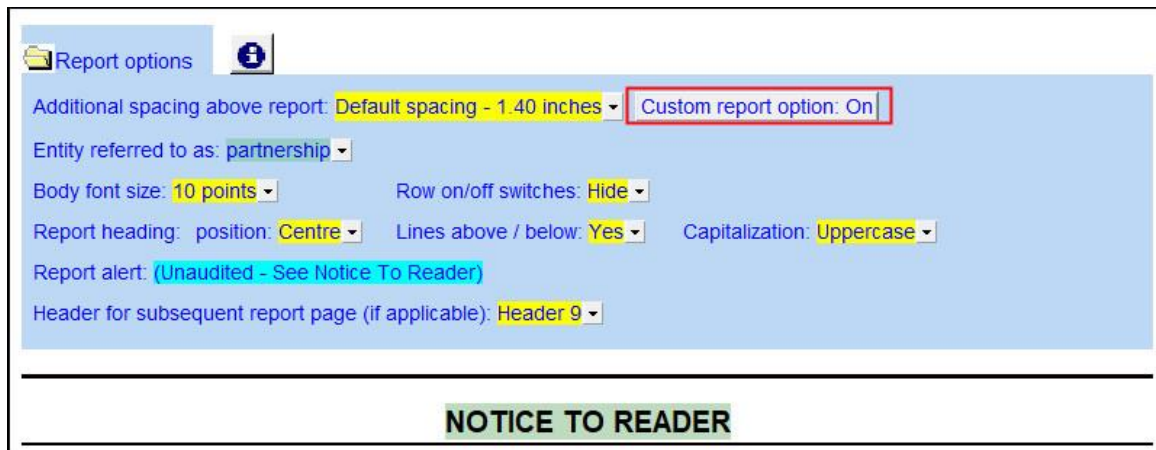 Report options
Additional spacing above report: Default spacing - 1.40 inches Custom report option: On
Entity referred to as: partnership
Body font size: 10 points Row on/off switches: Hide
Report heading: position: Centre Lines above / below: Yes Capitalization: Uppercase
Report alert: (Unaudited - See Notice To Reader)
Header for subsequent report page (if applicable): Header 9
NOTICE TO READER